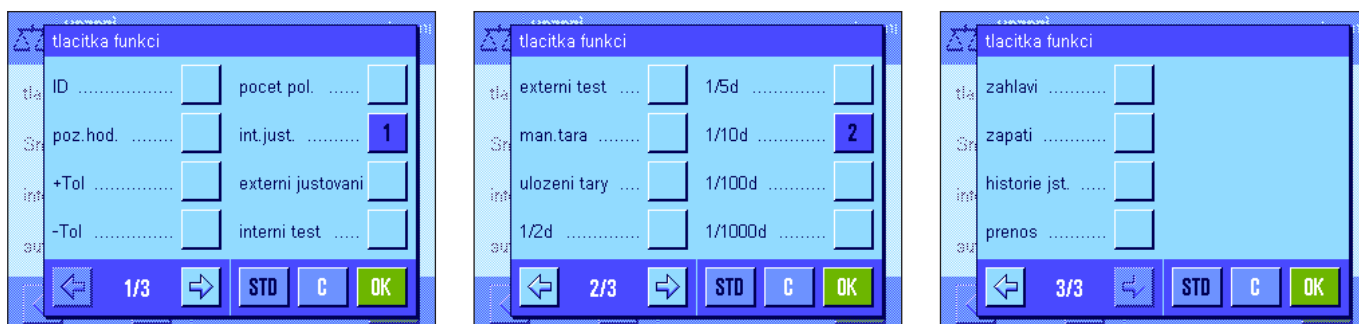 tlacitka funkci
ID ................. pocet pol. ......
poz.hod. ........ int.just. .......... 1
+Tol ............... externi justovani
-Tol ............... interni test .....
1/3 STD C OK
tlacitka funkci
externi test .... 1/5d .............
man.tara ........ 1/10d ........... 2
ulozeni tary .... 1/100d ...........
1/2d ............... 1/1000d .........
2/3 STD C OK
tlacitka funkci
zahlavi ..........
zapati ...........
historie jst. .....
prenos ..........
3/3 STD C OK